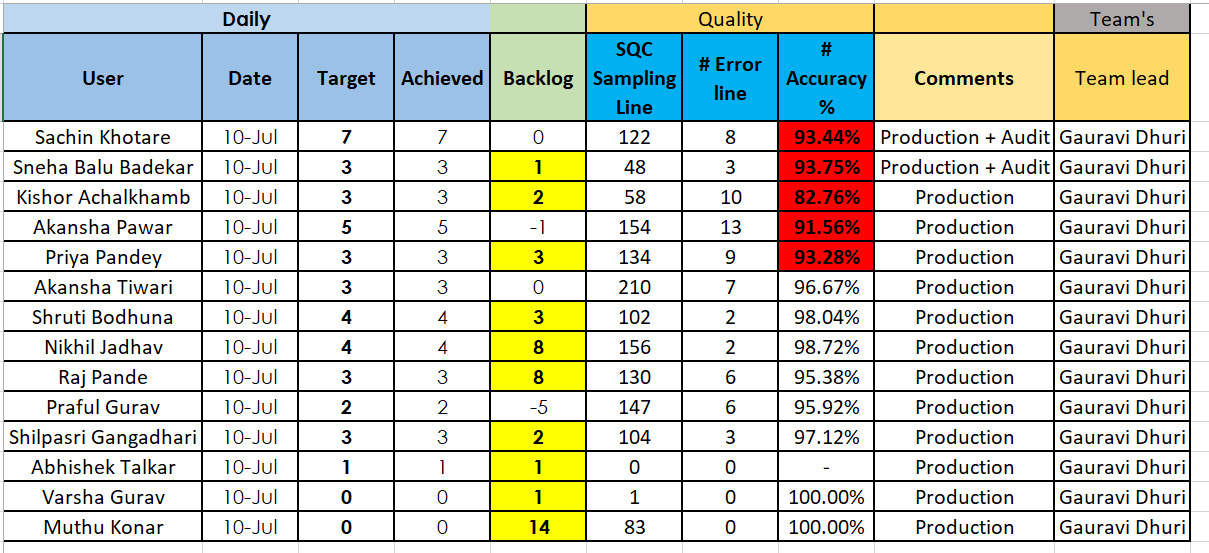 Daily Quality Team's
User Date Target Achieved Backlog SQC Sampling Line # Error line # Accuracy % Comments Team lead
Sachin Khotare 10-Jul 7 7 0 122 8 93.44% Production + Audit Gauravi Dhuri
Sneha Balu Badekar 10-Jul 3 3 1 48 3 93.75% Production + Audit Gauravi Dhuri
Kishor Achalkhamb 10-Jul 3 3 2 58 10 82.76% Production Gauravi Dhuri
Akansha Pawar 10-Jul 5 5 -1 154 13 91.56% Production Gauravi Dhuri
Priya Pandey 10-Jul 3 3 3 134 9 93.28% Production Gauravi Dhuri
Akansha Tiwari 10-Jul 3 3 0 210 7 96.67% Production Gauravi Dhuri
Shruti Bodhuna 10-Jul 4 4 3 102 2 98.04% Production Gauravi Dhuri
Nikhil Jadhav 10-Jul 4 4 8 156 2 98.72% Production Gauravi Dhuri
Raj Pande 10-Jul 3 3 8 130 6 95.38% Production Gauravi Dhuri
Praful Gurav 10-Jul 2 2 -5 147 6 95.92% Production Gauravi Dhuri
Shilpasri Gangadhari 10-Jul 3 3 2 104 3 97.12% Production Gauravi Dhuri
Abhishek Talkar 10-Jul 1 1 1 0 0 - Production Gauravi Dhuri
Varsha Gurav 10-Jul 0 0 1 1 0 100.00% Production Gauravi Dhuri
Muthu Konar 10-Jul 0 0 14 83 0 100.00% Production Gauravi Dhuri